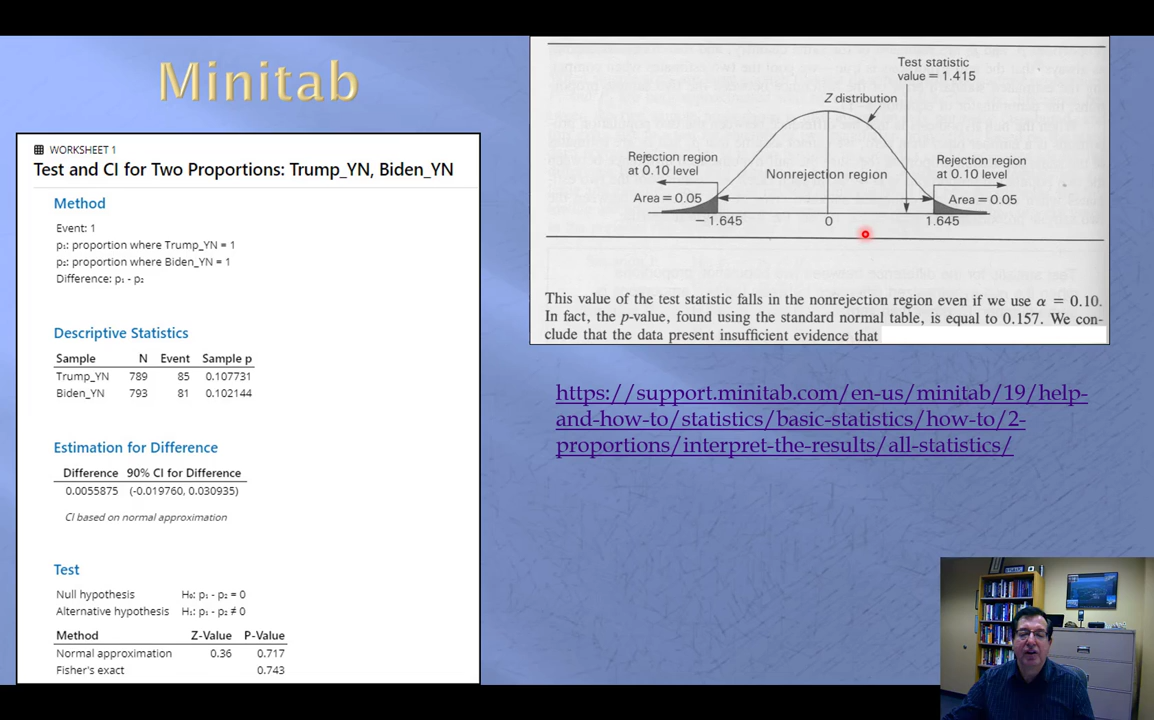 Minitab
WORKSHEET 1
Test and CI for Two Proportions: Trump_YN, Biden_YN
Method
Event: 1
p₁: proportion where Trump_YN = 1
p₂: proportion where Biden_YN = 1
Difference: p₁ - p₂
Descriptive Statistics
Sample N Event Sample p
Trump_YN 789 85 0.107731
Biden_YN 793 81 0.102144
Estimation for Difference
Difference 90% CI for Difference
0.0055875 (-0.019760, 0.030935)
CI based on normal approximation
Test
Null hypothesis H₀: p₁ - p₂ = 0
Alternative hypothesis H₁: p₁ - p₂ ≠ 0
Method Z-Value P-Value
Normal approximation 0.36 0.717
Fisher's exact 0.743
Test statistic
value = 1.415
Z distribution
Rejection region
at 0.10 level
Nonrejection region
Rejection region
at 0.10 level
Area = 0.05
Area = 0.05
− 1.645
0
1.645
This value of the test statistic falls in the nonrejection region even if we use α = 0.10.
In fact, the p-value, found using the standard normal table, is equal to 0.157. We con-
clude that the data present insufficient evidence that
https://support.minitab.com/en-us/minitab/19/help-
and-how-to/statistics/basic-statistics/how-to/2-
proportions/interpret-the-results/all-statistics/